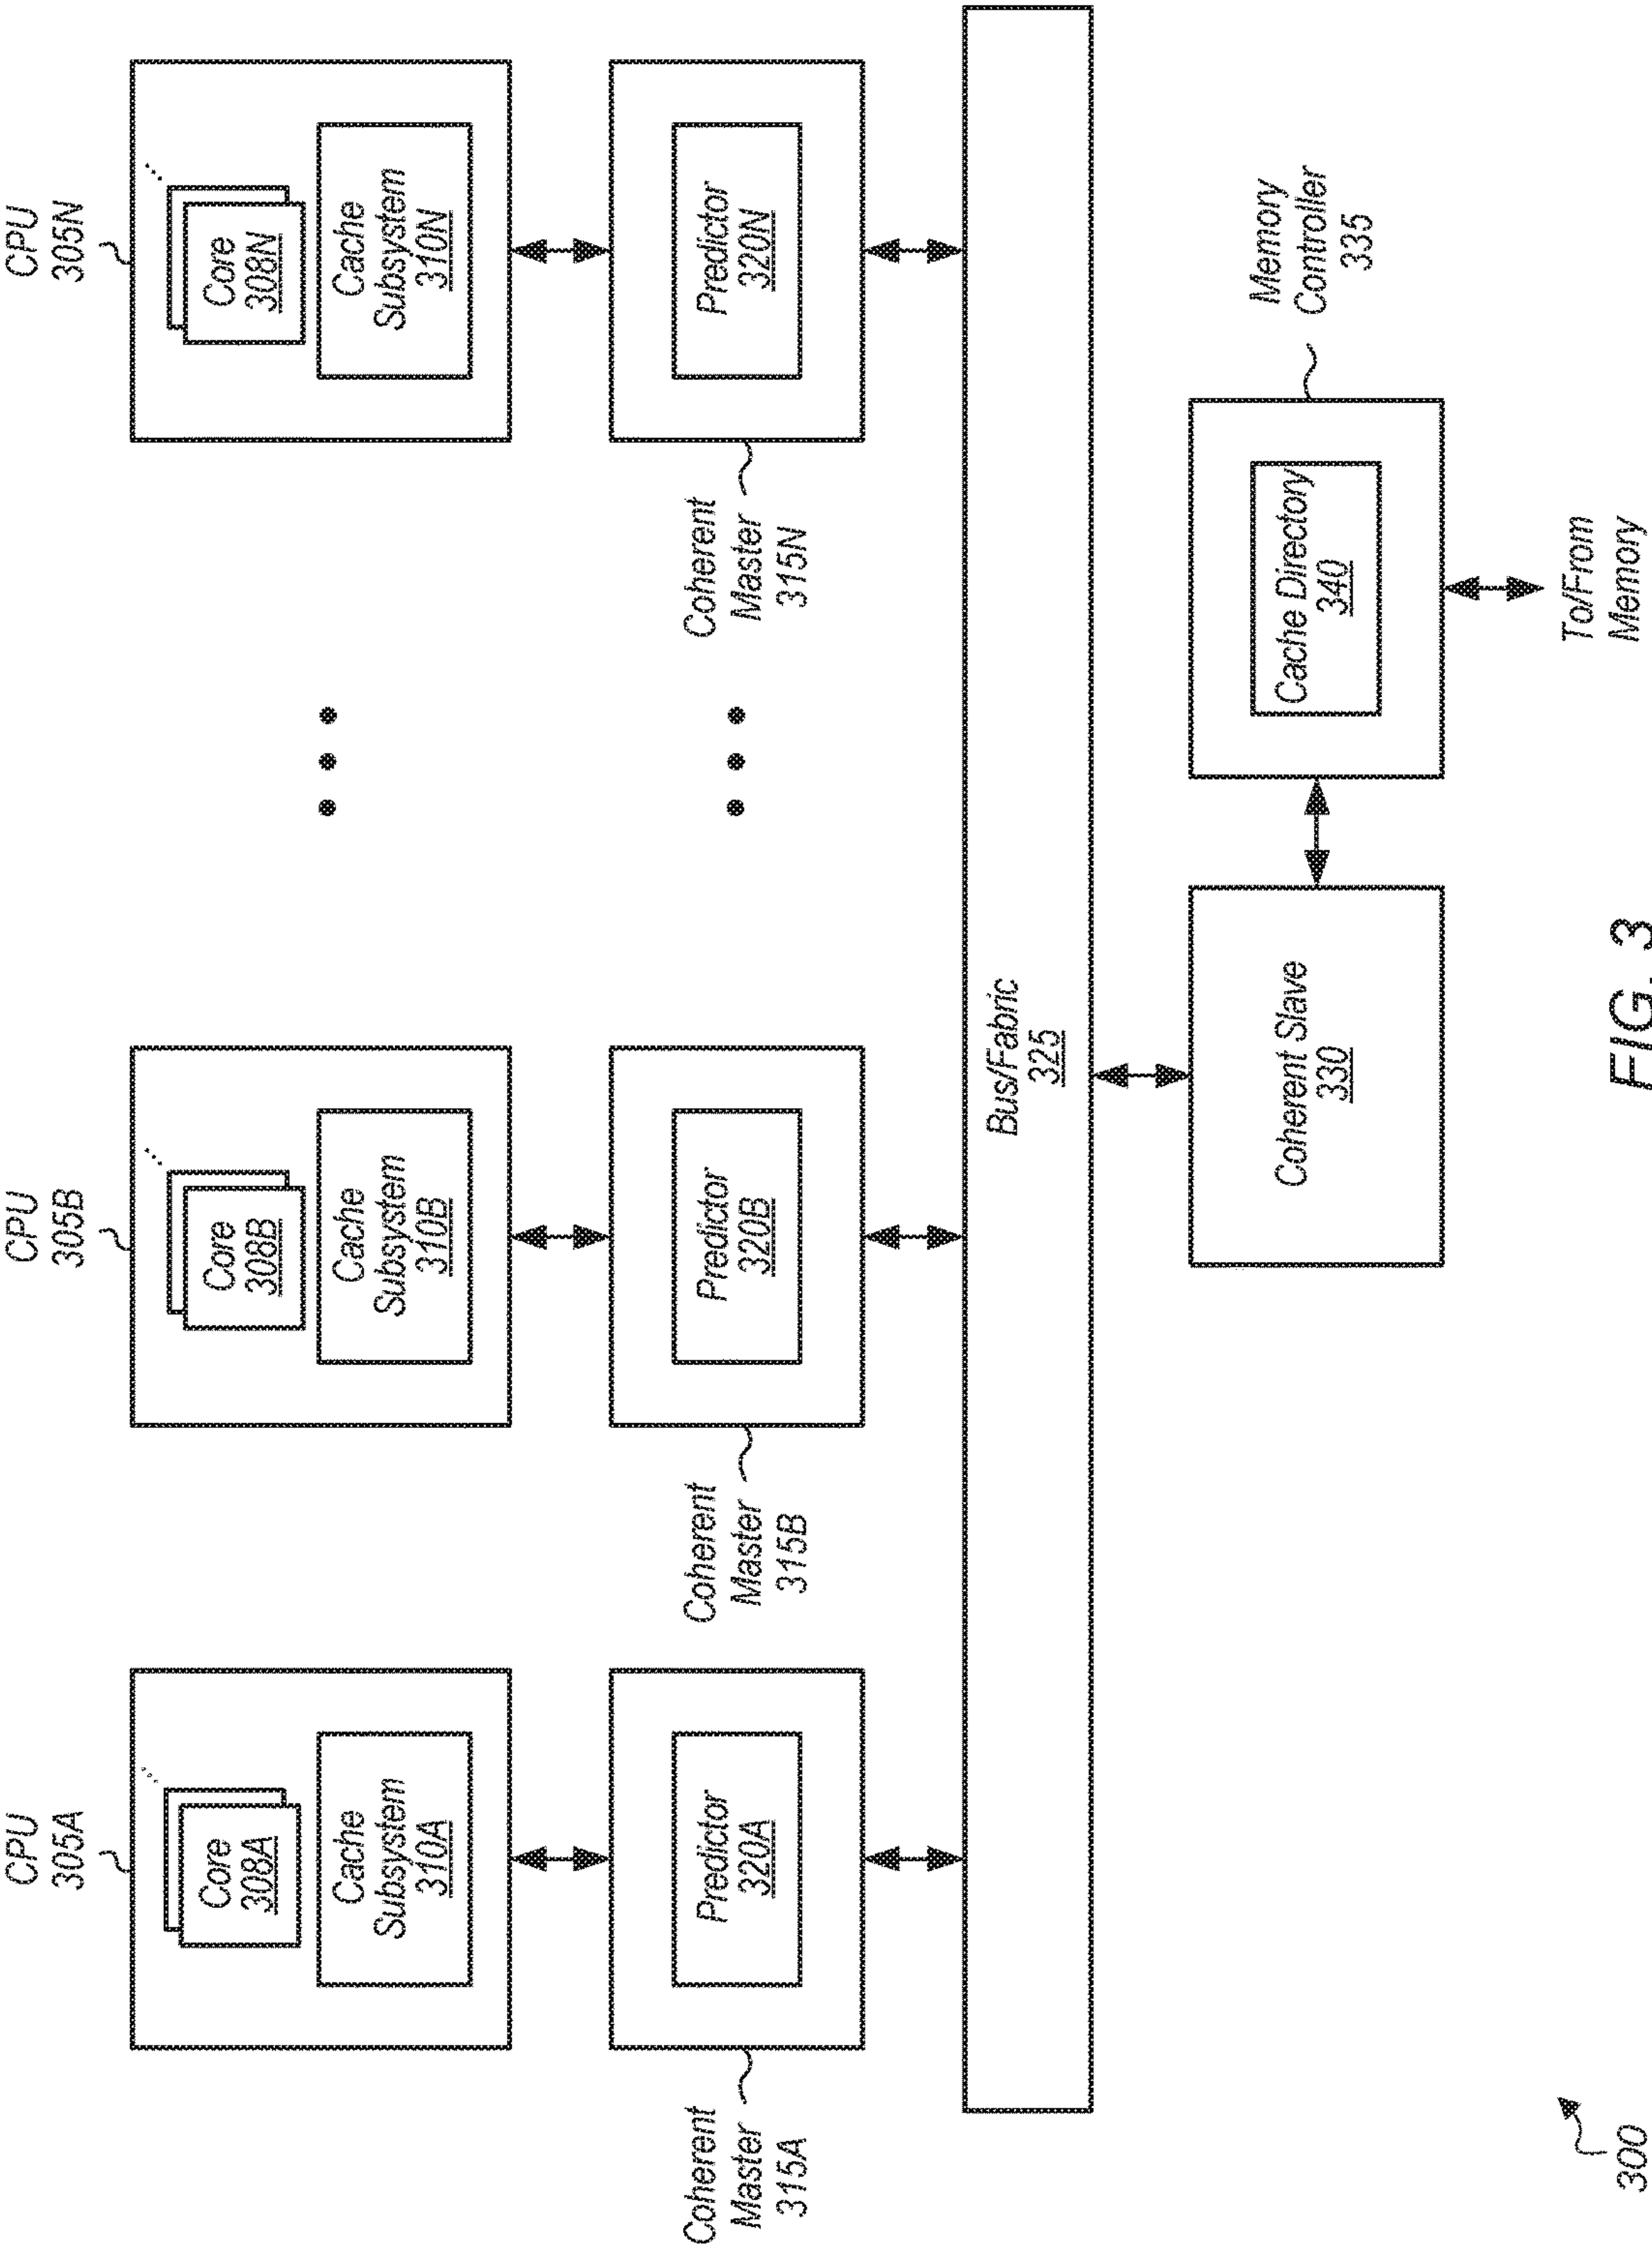 CPU
305A
Core
308A
Cache
Subsystem
310A
CPU
305B
Core
308B
Cache
Subsystem
310B
CPU
305N
Core
308N
Cache
Subsystem
310N
Coherent
Master
315A
Predictor
320A
Coherent
Master
315B
Predictor
320B
Coherent
Master
315N
Predictor
320N
Bus/Fabric
325
Coherent Slave
330
Cache Directory
340
Memory
Controller
335
To/From
Memory
300
FIG. 3